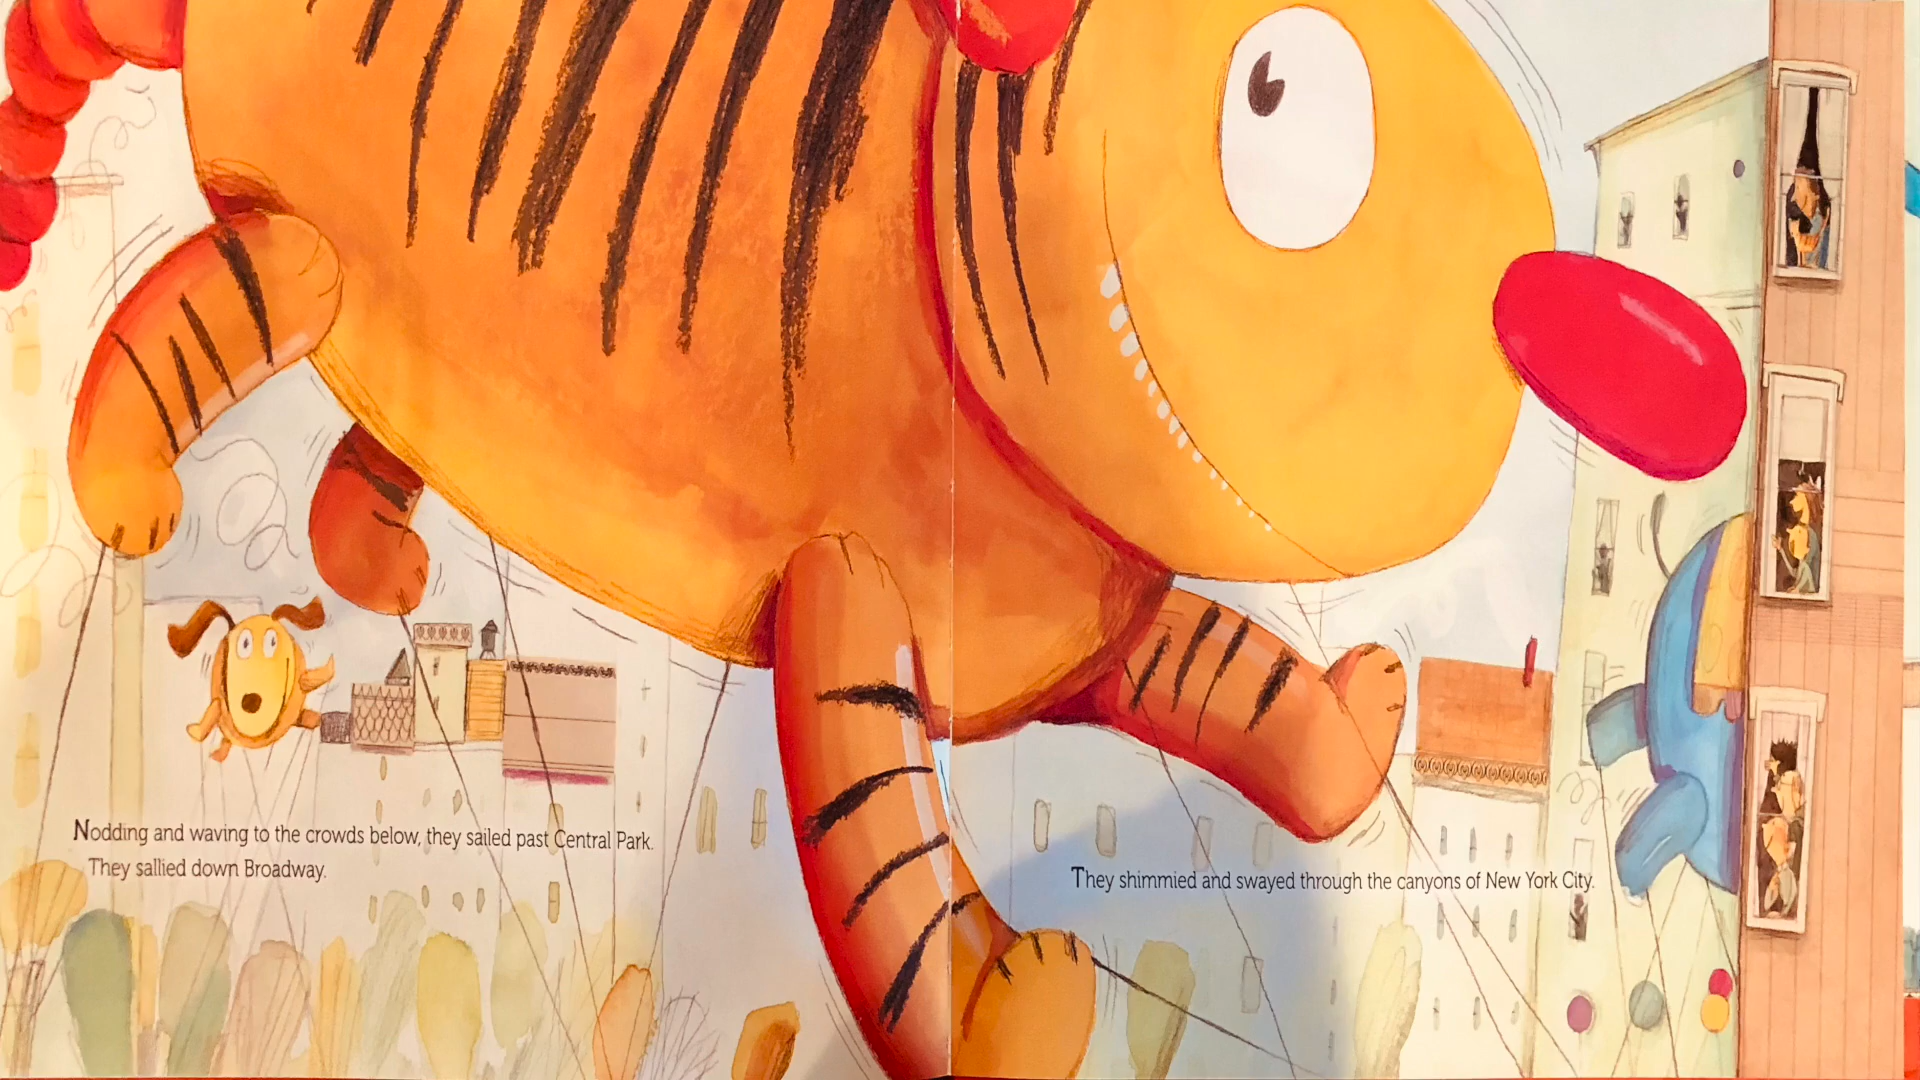 Nodding and waving to the crowds below, they sailed past Central Park.
They sallied down Broadway.
They shimmied and swayed through the canyons of New York City.